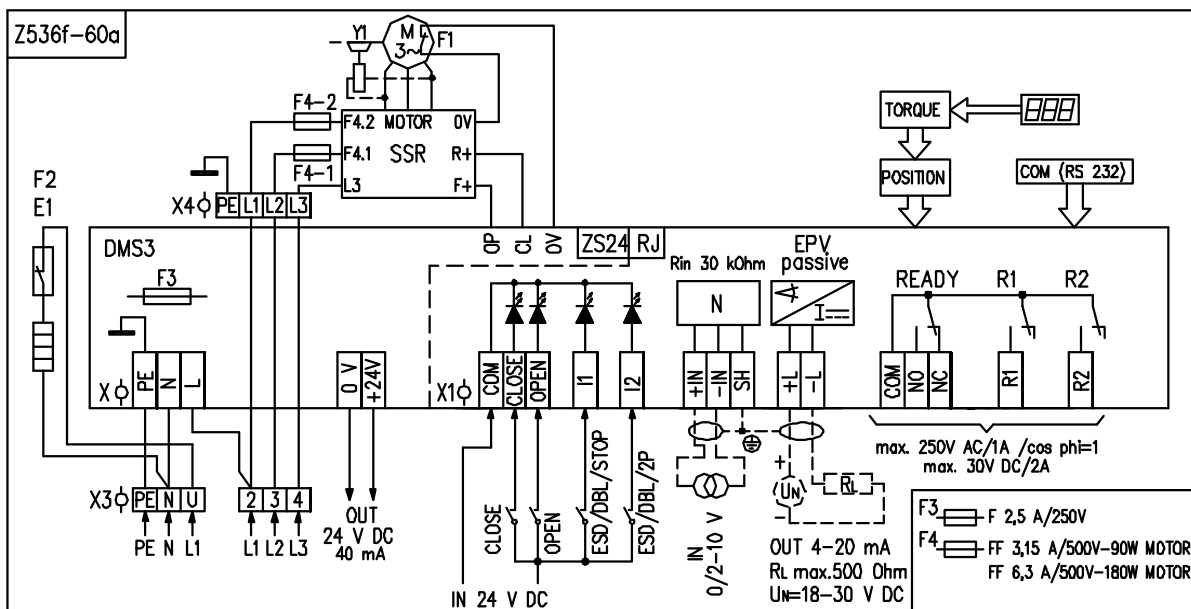 Z536f-60a
Y1
M
3~
F1
F4-2
F4.2 MOTOR 0V
F4.1 SSR R+
F4-1
L3 F+
TORQUE
POSITION
COM (RS 232)
F2
E1
X4 PE L1 L2 L3
OP CL 0V
DMS3
ZS24 RJ
F3
Rin 30 kOhm
N
EPV
passive
I
READY R1 R2
X PE N L
0 V +24V
X1 COM CLOSE OPEN I1 I2
+IN -IN SH
+L -L
COM NO NC R1 R2
max. 250V AC/1A /cos phi=1
max. 30V DC/2A
X3 PE N U 2 3 4
PE N L1 L1 L2 L3
OUT
24 V DC
40 mA
CLOSE
OPEN
ESD/DBL/STOP
ESD/DBL/2P
IN 24 V DC
IN
0/2-10 V
+
UN
-
RL
OUT 4-20 mA
RL max.500 Ohm
UN=18-30 V DC
F3 F 2,5 A/250V
F4 FF 3,15 A/500V-90W MOTOR
FF 6,3 A/500V-180W MOTOR